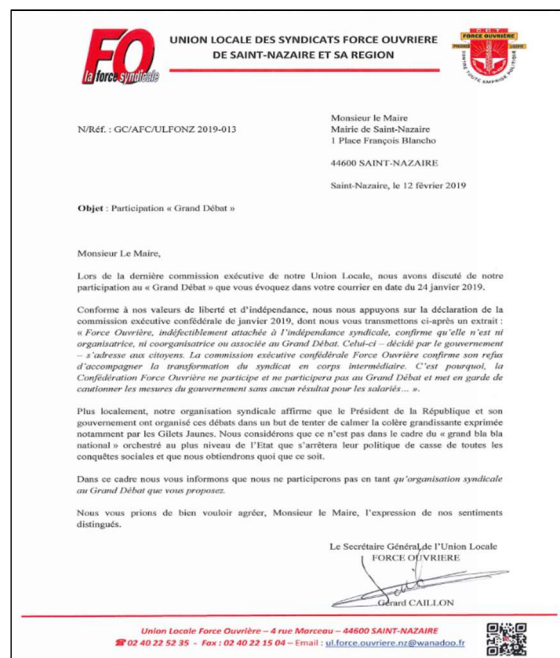 FO
la force syndicale
UNION LOCALE DES SYNDICATS FORCE OUVRIERE
DE SAINT-NAZAIRE ET SA REGION
C.G.T.
FORCE OUVRIÈRE
N/Réf. : GC/AFC/ULFONZ 2019-013
Monsieur le Maire
Mairie de Saint-Nazaire
1 Place François Blancho
44600 SAINT-NAZAIRE
Saint-Nazaire, le 12 février 2019
Objet : Participation « Grand Débat »
Monsieur Le Maire,
Lors de la dernière commission exécutive de notre Union Locale, nous avons discuté de notre
participation au « Grand Débat » que vous évoquez dans votre courrier en date du 24 janvier 2019.
Conforme à nos valeurs de liberté et d'indépendance, nous nous appuyons sur la déclaration de la
commission exécutive confédérale de janvier 2019, dont nous vous transmettons ci-après un extrait :
« Force Ouvrière, indéfectiblement attachée à l'indépendance syndicale, confirme qu'elle n'est ni
organisatrice, ni coorganisatrice ou associée au Grand Débat. Celui-ci – décidé par le gouvernement
– s'adresse aux citoyens. La commission exécutive confédérale Force Ouvrière confirme son refus
d'accompagner la transformation du syndicat en corps intermédiaire. C'est pourquoi, la
Confédération Force Ouvrière ne participe et ne participera pas au Grand Débat et met en garde de
cautionner les mesures du gouvernement sans aucun résultat pour les salariés... ».
Plus localement, notre organisation syndicale affirme que le Président de la République et son
gouvernement ont organisé ces débats dans un but de tenter de calmer la colère grandissante exprimée
notamment par les Gilets Jaunes. Nous considérons que ce n'est pas dans le cadre du « grand bla bla
national » orchestré au plus niveau de l'Etat que s'arrêtera leur politique de casse de toutes les
conquêtes sociales et que nous obtiendrons quoi que ce soit.
Dans ce cadre nous vous informons que nous ne participerons pas en tant qu'organisation syndicale
au Grand Débat que vous proposez.
Nous vous prions de bien vouloir agréer, Monsieur le Maire, l'expression de nos sentiments
distingués.
Le Secrétaire Général de l'Union Locale
FORCE OUVRIERE
Gérard CAILLON
Union Locale Force Ouvrière – 4 rue Marceau – 44600 SAINT-NAZAIRE
☎ 02 40 22 52 35 - Fax : 02 40 22 15 04 – Email : ul.force.ouvriere.nz@wanadoo.fr